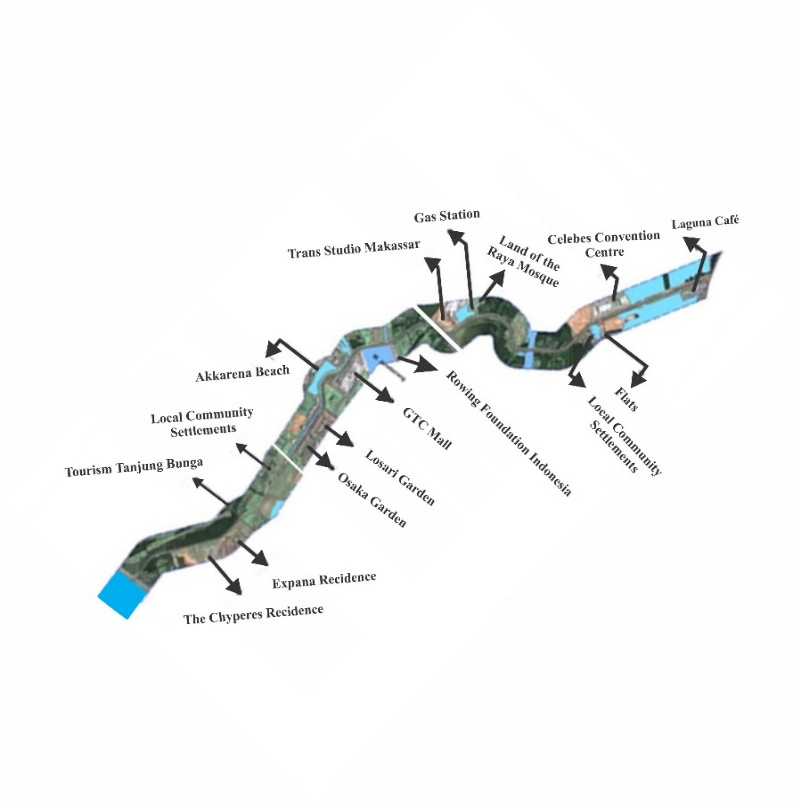 Gas Station
Laguna Café
Trans Studio Makassar
Land of the
Raya Mosque
Celebes Convention
Centre
Akkarena Beach
Rowing Foundation Indonesia
Flats
Local Community
Settlements
GTC Mall
Local Community
Settlements
Losari Garden
Tourism Tanjung Bunga
Osaka Garden
Expana Recidence
The Chyperes Recidence